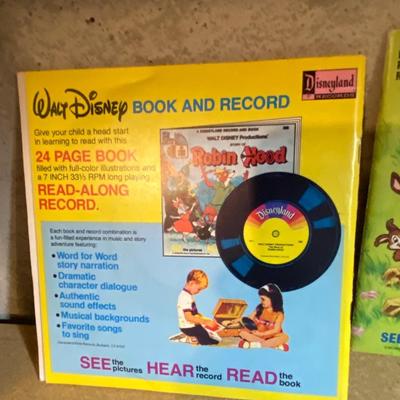 WALT DISNEY BOOK AND RECORD
Disneyland
RECORDS
Give your child a head start
in learning to read with this
24 PAGE BOOK
filled with full-color illustrations and
a 7 INCH 33⅓ RPM long playing
READ-ALONG
RECORD.
A DISNEYLAND RECORD AND BOOK
WALT DISNEY Productions'
STORY OF
Robin Hood
Disneyland
Each book and record combination is
a fun-filled experience in music and story
adventure featuring:
• Word for Word
story narration
• Dramatic
character dialogue
• Authentic
sound effects
• Musical backgrounds
• Favorite songs
to sing
SEE the pictures HEAR the record READ the book
SEE